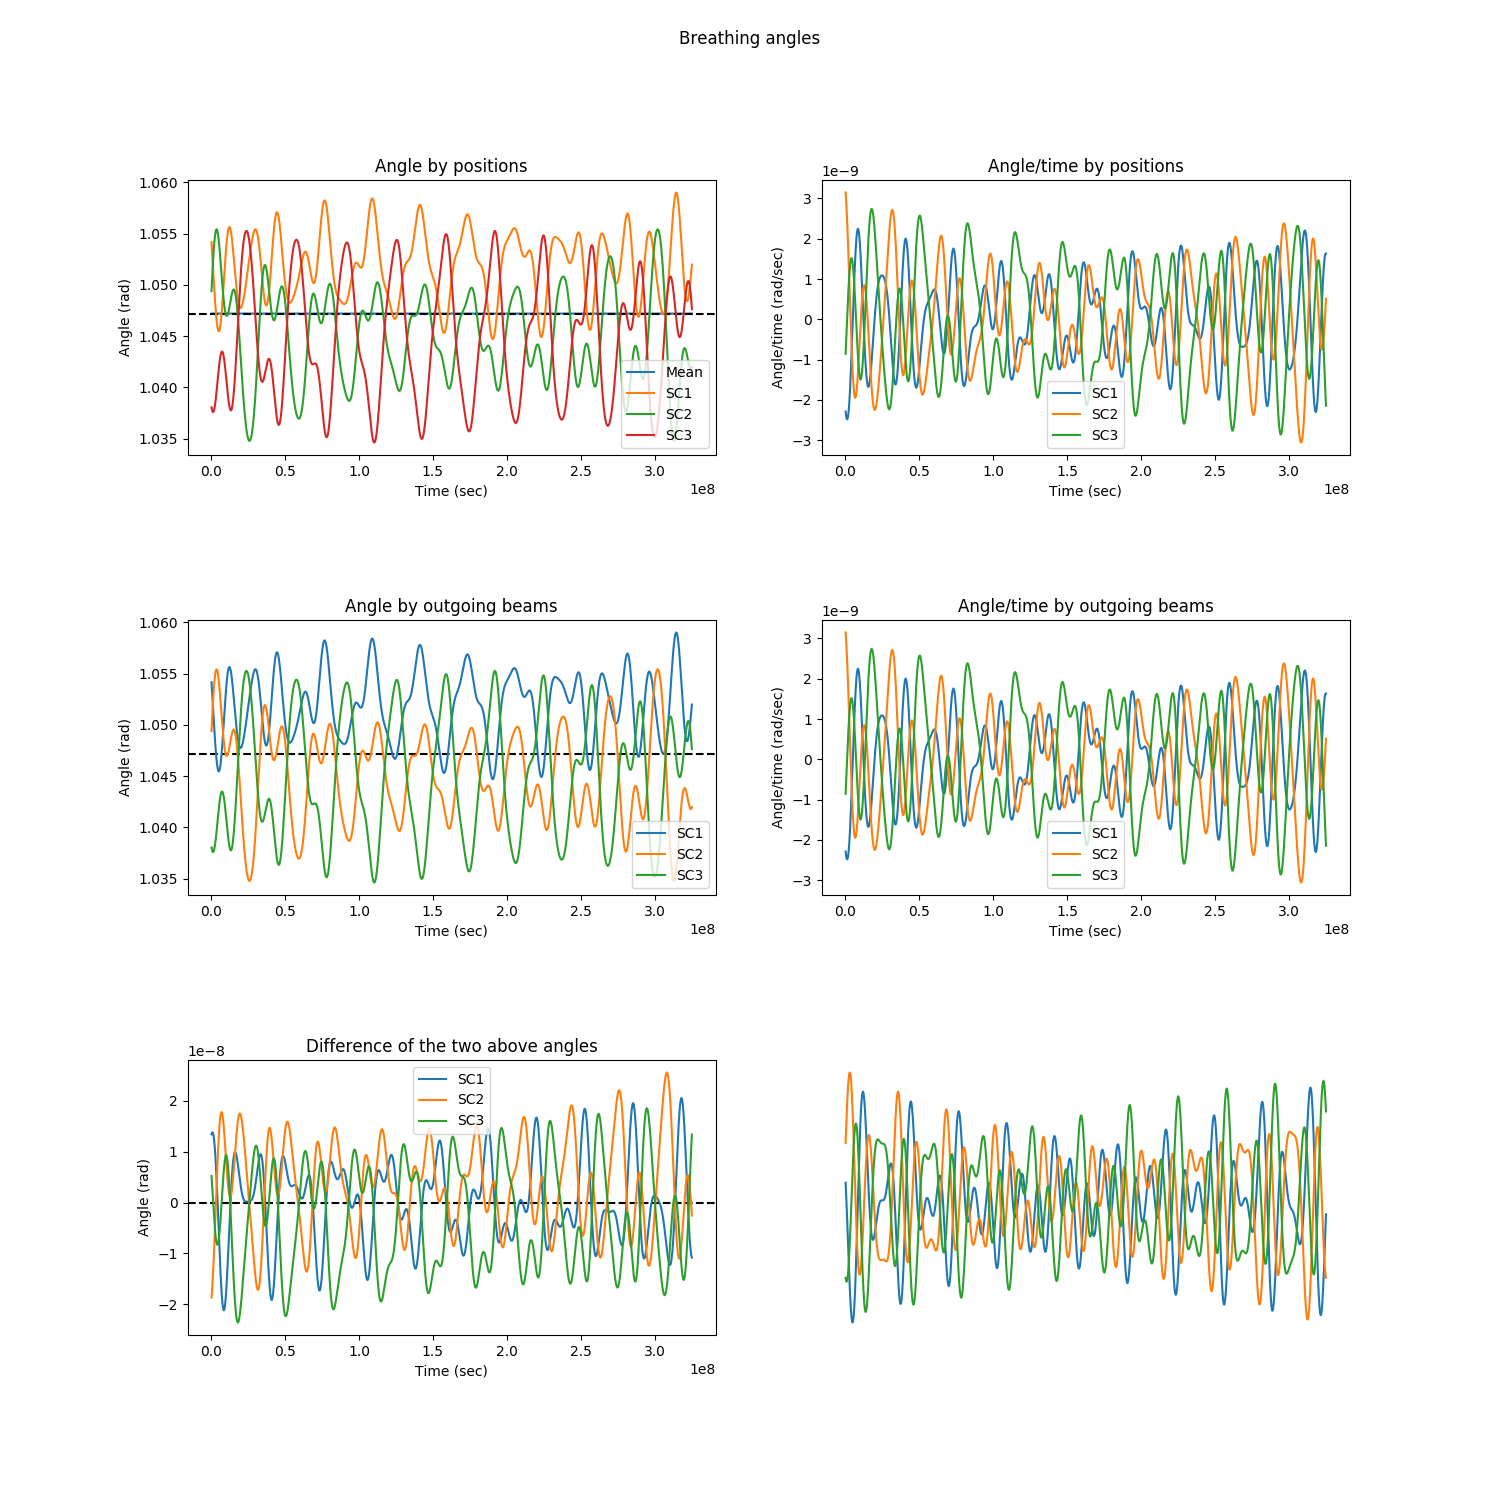 Breathing angles
Angle by positions
1.060
1.055
1.050
1.045
1.040
1.035
Angle (rad)
Mean
SC1
SC2
SC3
0.0 0.5 1.0 1.5 2.0 2.5 3.0
Time (sec)
1e8
Angle/time by positions
1e−9
3
2
1
0
−1
−2
−3
Angle/time (rad/sec)
SC1
SC2
SC3
0.0 0.5 1.0 1.5 2.0 2.5 3.0
Time (sec)
1e8
Angle by outgoing beams
1.060
1.055
1.050
1.045
1.040
1.035
Angle (rad)
SC1
SC2
SC3
0.0 0.5 1.0 1.5 2.0 2.5 3.0
Time (sec)
1e8
Angle/time by outgoing beams
1e−9
3
2
1
0
−1
−2
−3
Angle/time (rad/sec)
SC1
SC2
SC3
0.0 0.5 1.0 1.5 2.0 2.5 3.0
Time (sec)
1e8
Difference of the two above angles
1e−8
2
1
0
−1
−2
Angle (rad)
SC1
SC2
SC3
0.0 0.5 1.0 1.5 2.0 2.5 3.0
Time (sec)
1e8